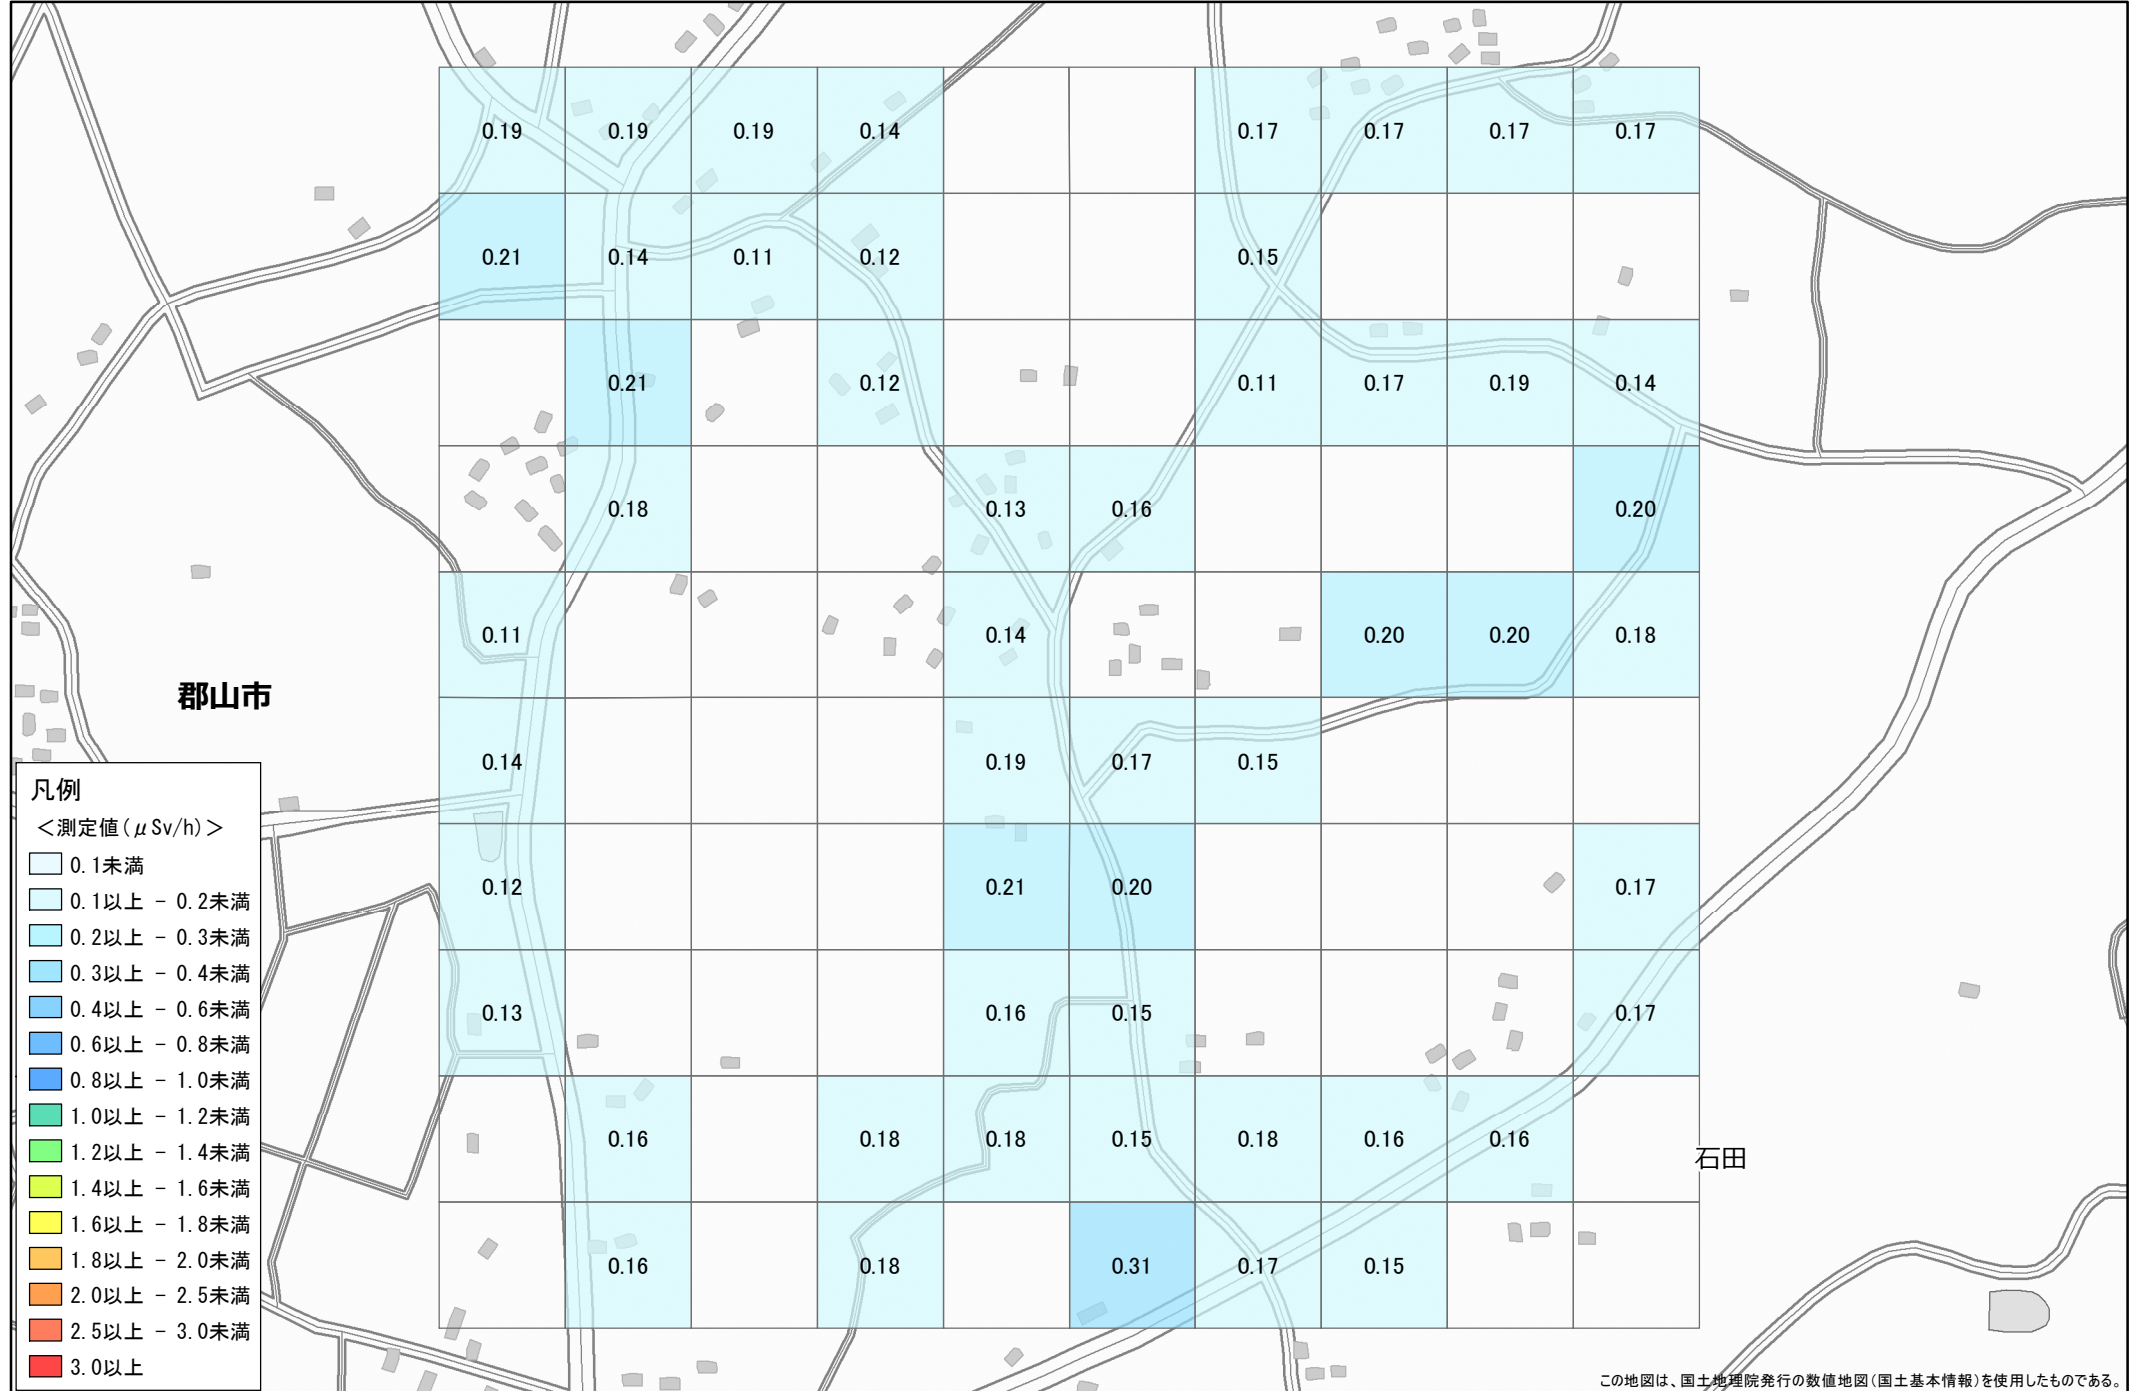 0.19 0.19 0.19 0.14 0.17 0.17 0.17 0.17
0.21 0.14 0.11 0.12 0.15
0.21 0.12 0.11 0.17 0.19 0.14
0.18 0.13 0.16 0.20
0.11 0.14 0.20 0.20 0.18
郡山市
0.14 0.19 0.17 0.15
0.12 0.21 0.20 0.17
0.13 0.16 0.15 0.17
0.16 0.18 0.18 0.15 0.18 0.16 0.16
石田
0.16 0.18 0.31 0.17 0.15
凡例
＜測定値(μSv/h)＞
0.1未満
0.1以上 － 0.2未満
0.2以上 － 0.3未満
0.3以上 － 0.4未満
0.4以上 － 0.6未満
0.6以上 － 0.8未満
0.8以上 － 1.0未満
1.0以上 － 1.2未満
1.2以上 － 1.4未満
1.4以上 － 1.6未満
1.6以上 － 1.8未満
1.8以上 － 2.0未満
2.0以上 － 2.5未満
2.5以上 － 3.0未満
3.0以上
この地図は、国土地理院発行の数値地図(国土基本情報)を使用したものである。